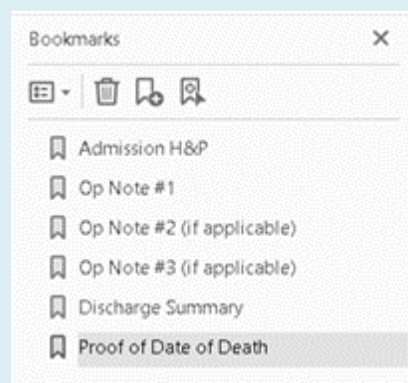 Bookmarks
Admission H&P
Op Note #1
Op Note #2 (if applicable)
Op Note #3 (if applicable)
Discharge Summary
Proof of Date of Death